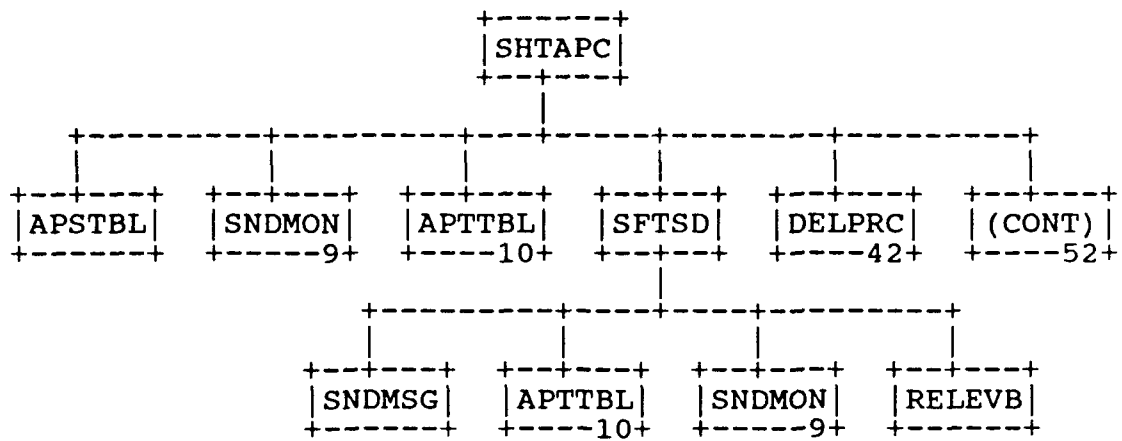 SHTAPC
APSTBL SNDMON APTTBL SFTSD DELPRC (CONT)
9 10 42 52
SNDMSG APTTBL SNDMON RELEVB
10 9